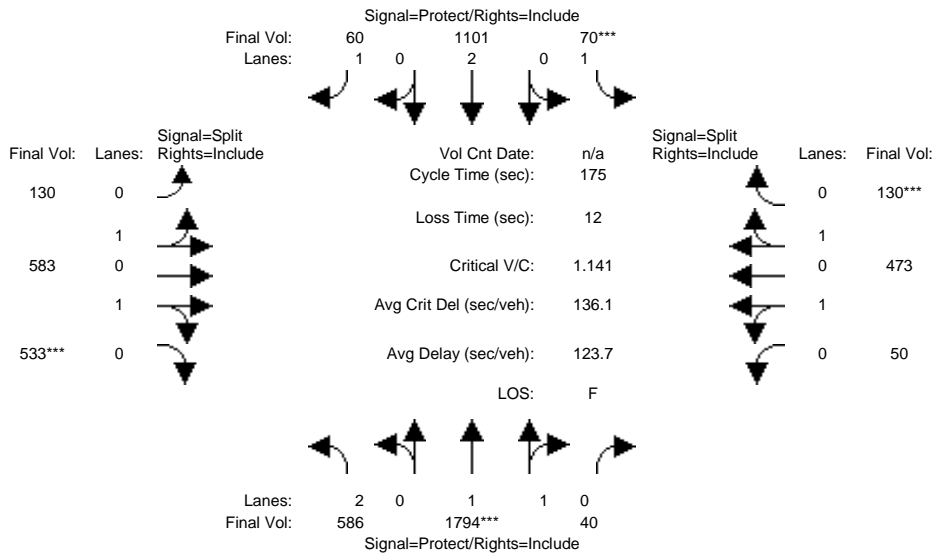 Signal=Protect/Rights=Include
Final Vol: 60 1101 70***
Lanes: 1 0 2 0 1
Signal=Split
Final Vol: Lanes: Rights=Include
Vol Cnt Date: n/a
Signal=Split
Rights=Include Lanes: Final Vol:
Cycle Time (sec): 175
130 0
0 130***
Loss Time (sec): 12
1
1
583 0
Critical V/C: 1.141
0 473
1
Avg Crit Del (sec/veh): 136.1
1
533*** 0
Avg Delay (sec/veh): 123.7
0 50
LOS: F
Lanes: 2 0 1 1 0
Final Vol: 586 1794*** 40
Signal=Protect/Rights=Include